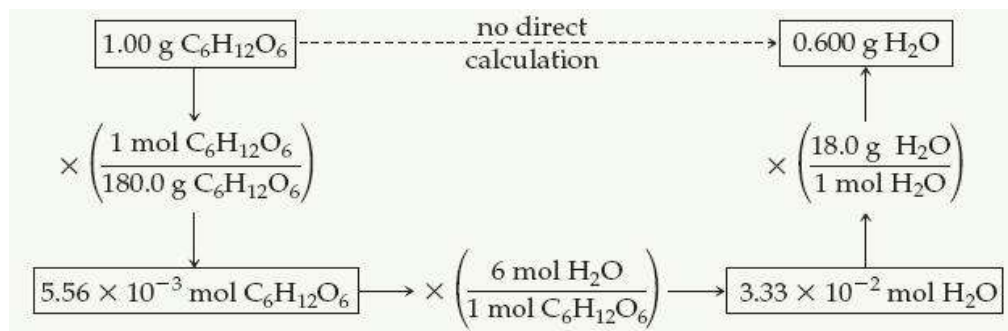 1.00 g C₆H₁₂O₆
no direct
calculation
0.600 g H₂O
× (1 mol C₆H₁₂O₆ / 180.0 g C₆H₁₂O₆)
× (18.0 g H₂O / 1 mol H₂O)
5.56 × 10⁻³ mol C₆H₁₂O₆
× (6 mol H₂O / 1 mol C₆H₁₂O₆)
3.33 × 10⁻² mol H₂O